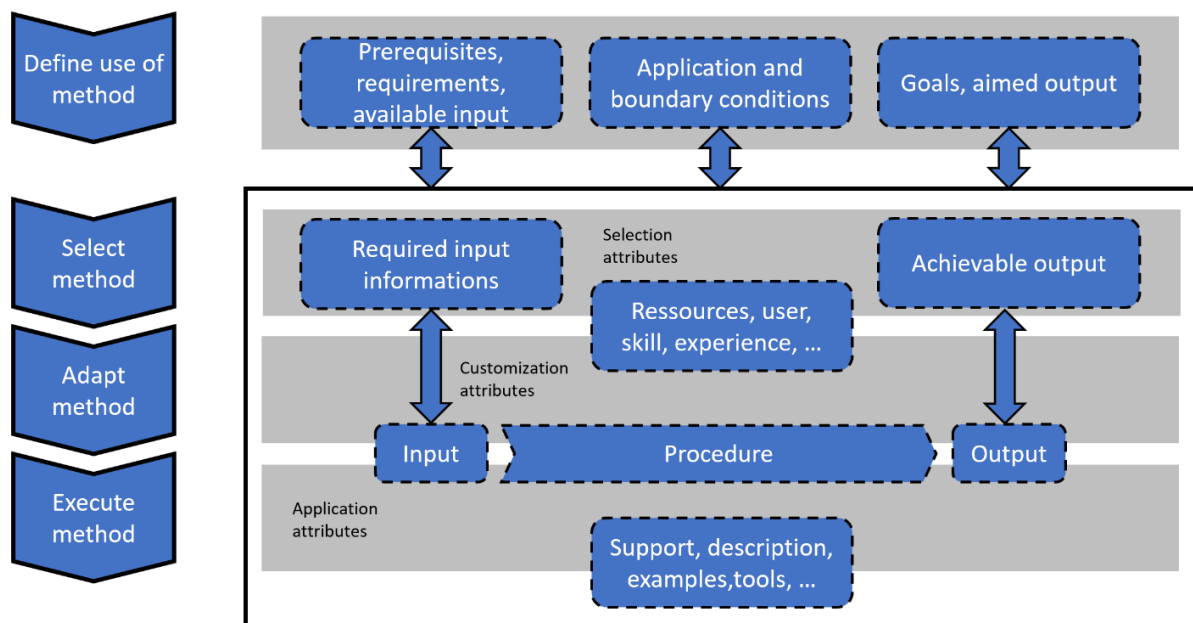 Define use of
method
Prerequisites,
requirements,
available input
Application and
boundary conditions
Goals, aimed output
Select
method
Required input
informations
Selection
attributes
Achievable output
Ressources, user,
skill, experience, ...
Adapt
method
Customization
attributes
Input
Procedure
Output
Execute
method
Application
attributes
Support, description,
examples,tools, ...